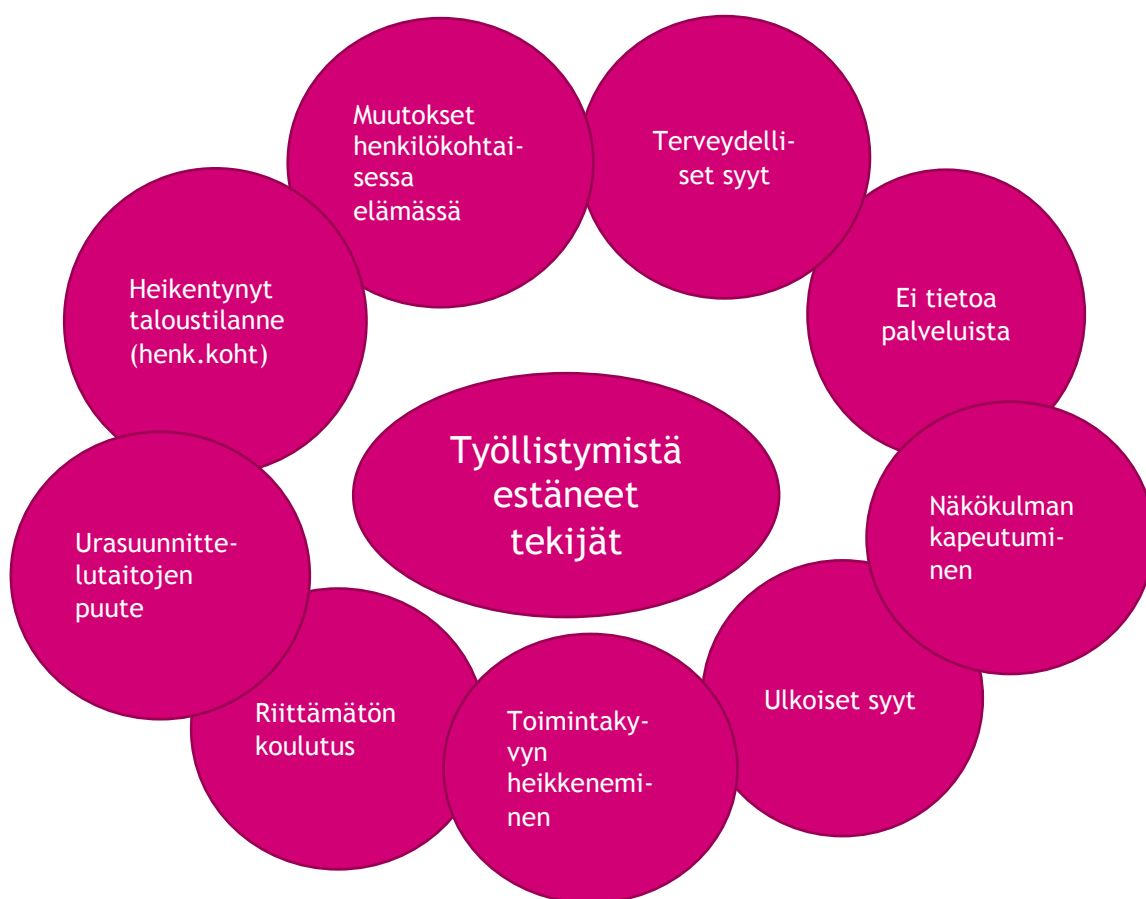 Muutokset
henkilökohtai-
sessa
elämässä
Terveydelli-
set syyt
Ei tietoa
palveluista
Heikentynyt
taloustilanne
(henk.koht)
Työllistymistä
estäneet
tekijät
Näkökulman
kapeutumi-
nen
Urasuunnitte-
lutaitojen
puute
Ulkoiset syyt
Riittämätön
koulutus
Toimintaky-
vyn
heikkenemi-
nen